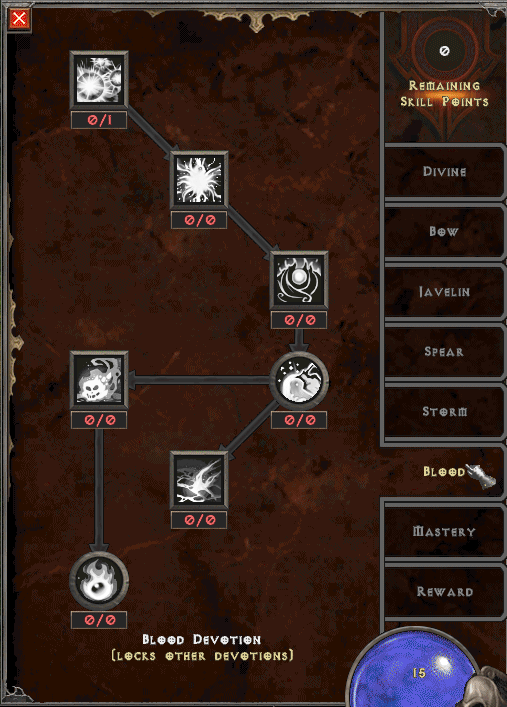 0
Remaining
Skill Points
0/1
Divine
0/0
Bow
0/0
Javelin
Spear
0/0
0/0
Storm
Blood
0/0
Mastery
Reward
0/0
Blood Devotion
(locks other devotions)
15